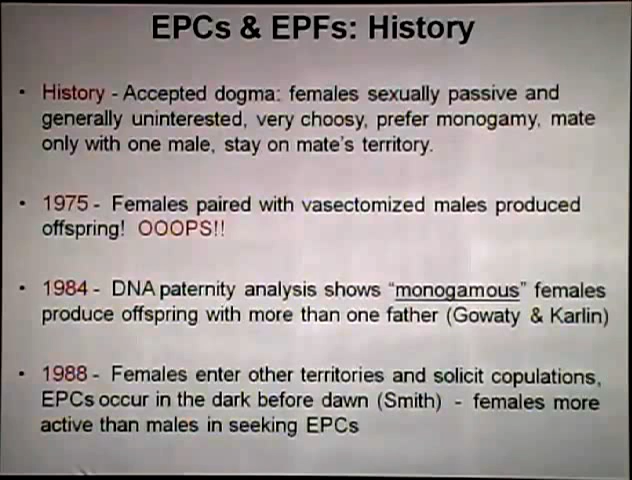 EPCs & EPFs: History
• History - Accepted dogma: females sexually passive and
generally uninterested, very choosy, prefer monogamy, mate
only with one male, stay on mate's territory.
• 1975 - Females paired with vasectomized males produced
offspring! OOOPS!!
• 1984 - DNA paternity analysis shows "monogamous" females
produce offspring with more than one father (Gowaty & Karlin)
• 1988 - Females enter other territories and solicit copulations,
EPCs occur in the dark before dawn (Smith) - females more
active than males in seeking EPCs